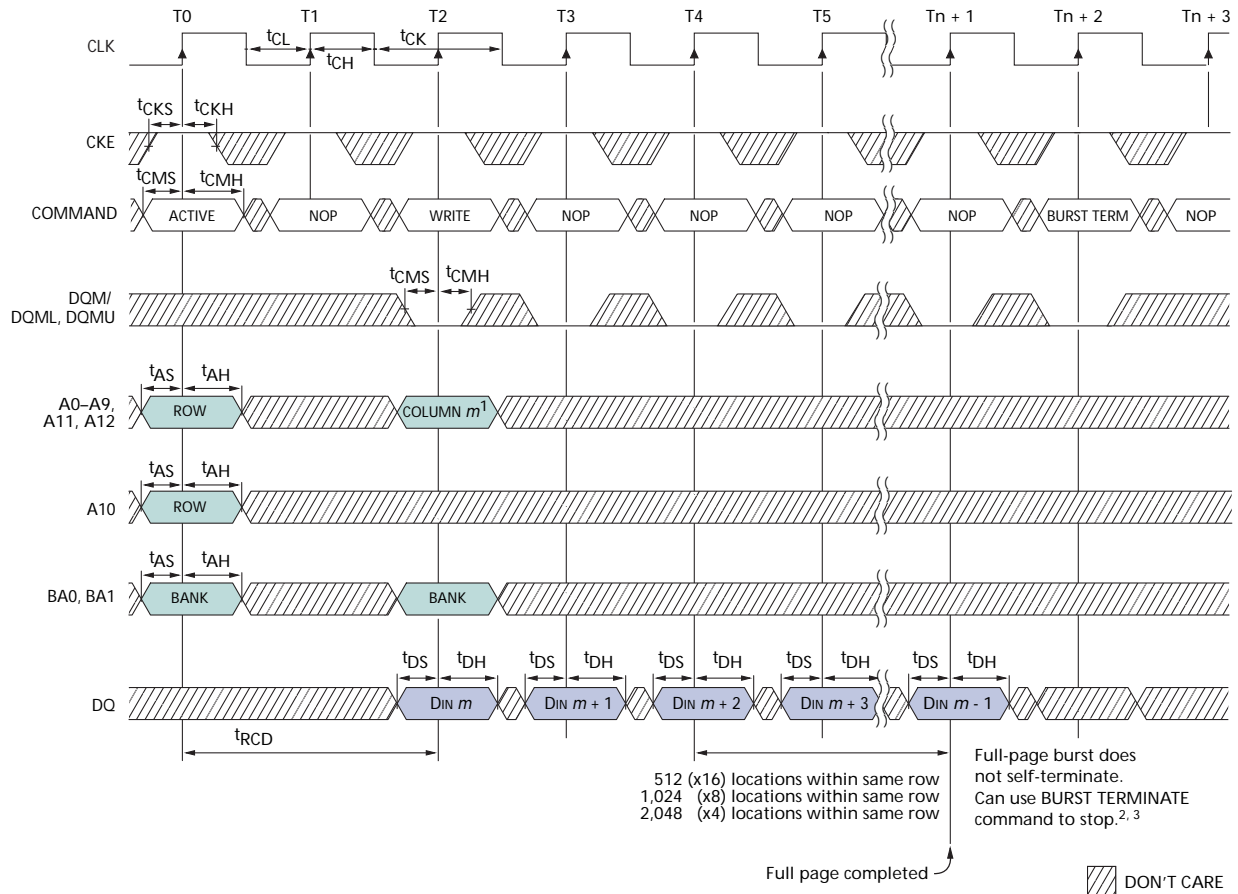 T0 T1 T2 T3 T4 T5 Tn + 1 Tn + 2 Tn + 3
CLK
tCL tCK
tCH
tCKS tCKH
CKE
tCMS tCMH
COMMAND ACTIVE NOP WRITE NOP NOP NOP NOP BURST TERM NOP
tCMS tCMH
DQM/
DQML, DQMU
tAS tAH
A0–A9,
A11, A12
ROW COLUMN m1
tAS tAH
A10 ROW
tAS tAH
BA0, BA1 BANK BANK
tDS tDH tDS tDH tDS tDH tDS tDH tDS tDH
DQ DIN m DIN m + 1 DIN m + 2 DIN m + 3 DIN m - 1
tRCD
512 (x16) locations within same row
1,024 (x8) locations within same row
2,048 (x4) locations within same row
Full-page burst does
not self-terminate.
Can use BURST TERMINATE
command to stop.2, 3
Full page completed
DON'T CARE